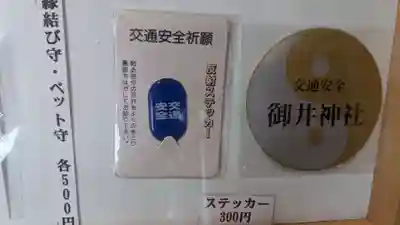 縁結び守・ペット守 各500円
交通安全祈願
反射ステッカー
交通
安全
交通安全
御井神社
ステッカー
300円